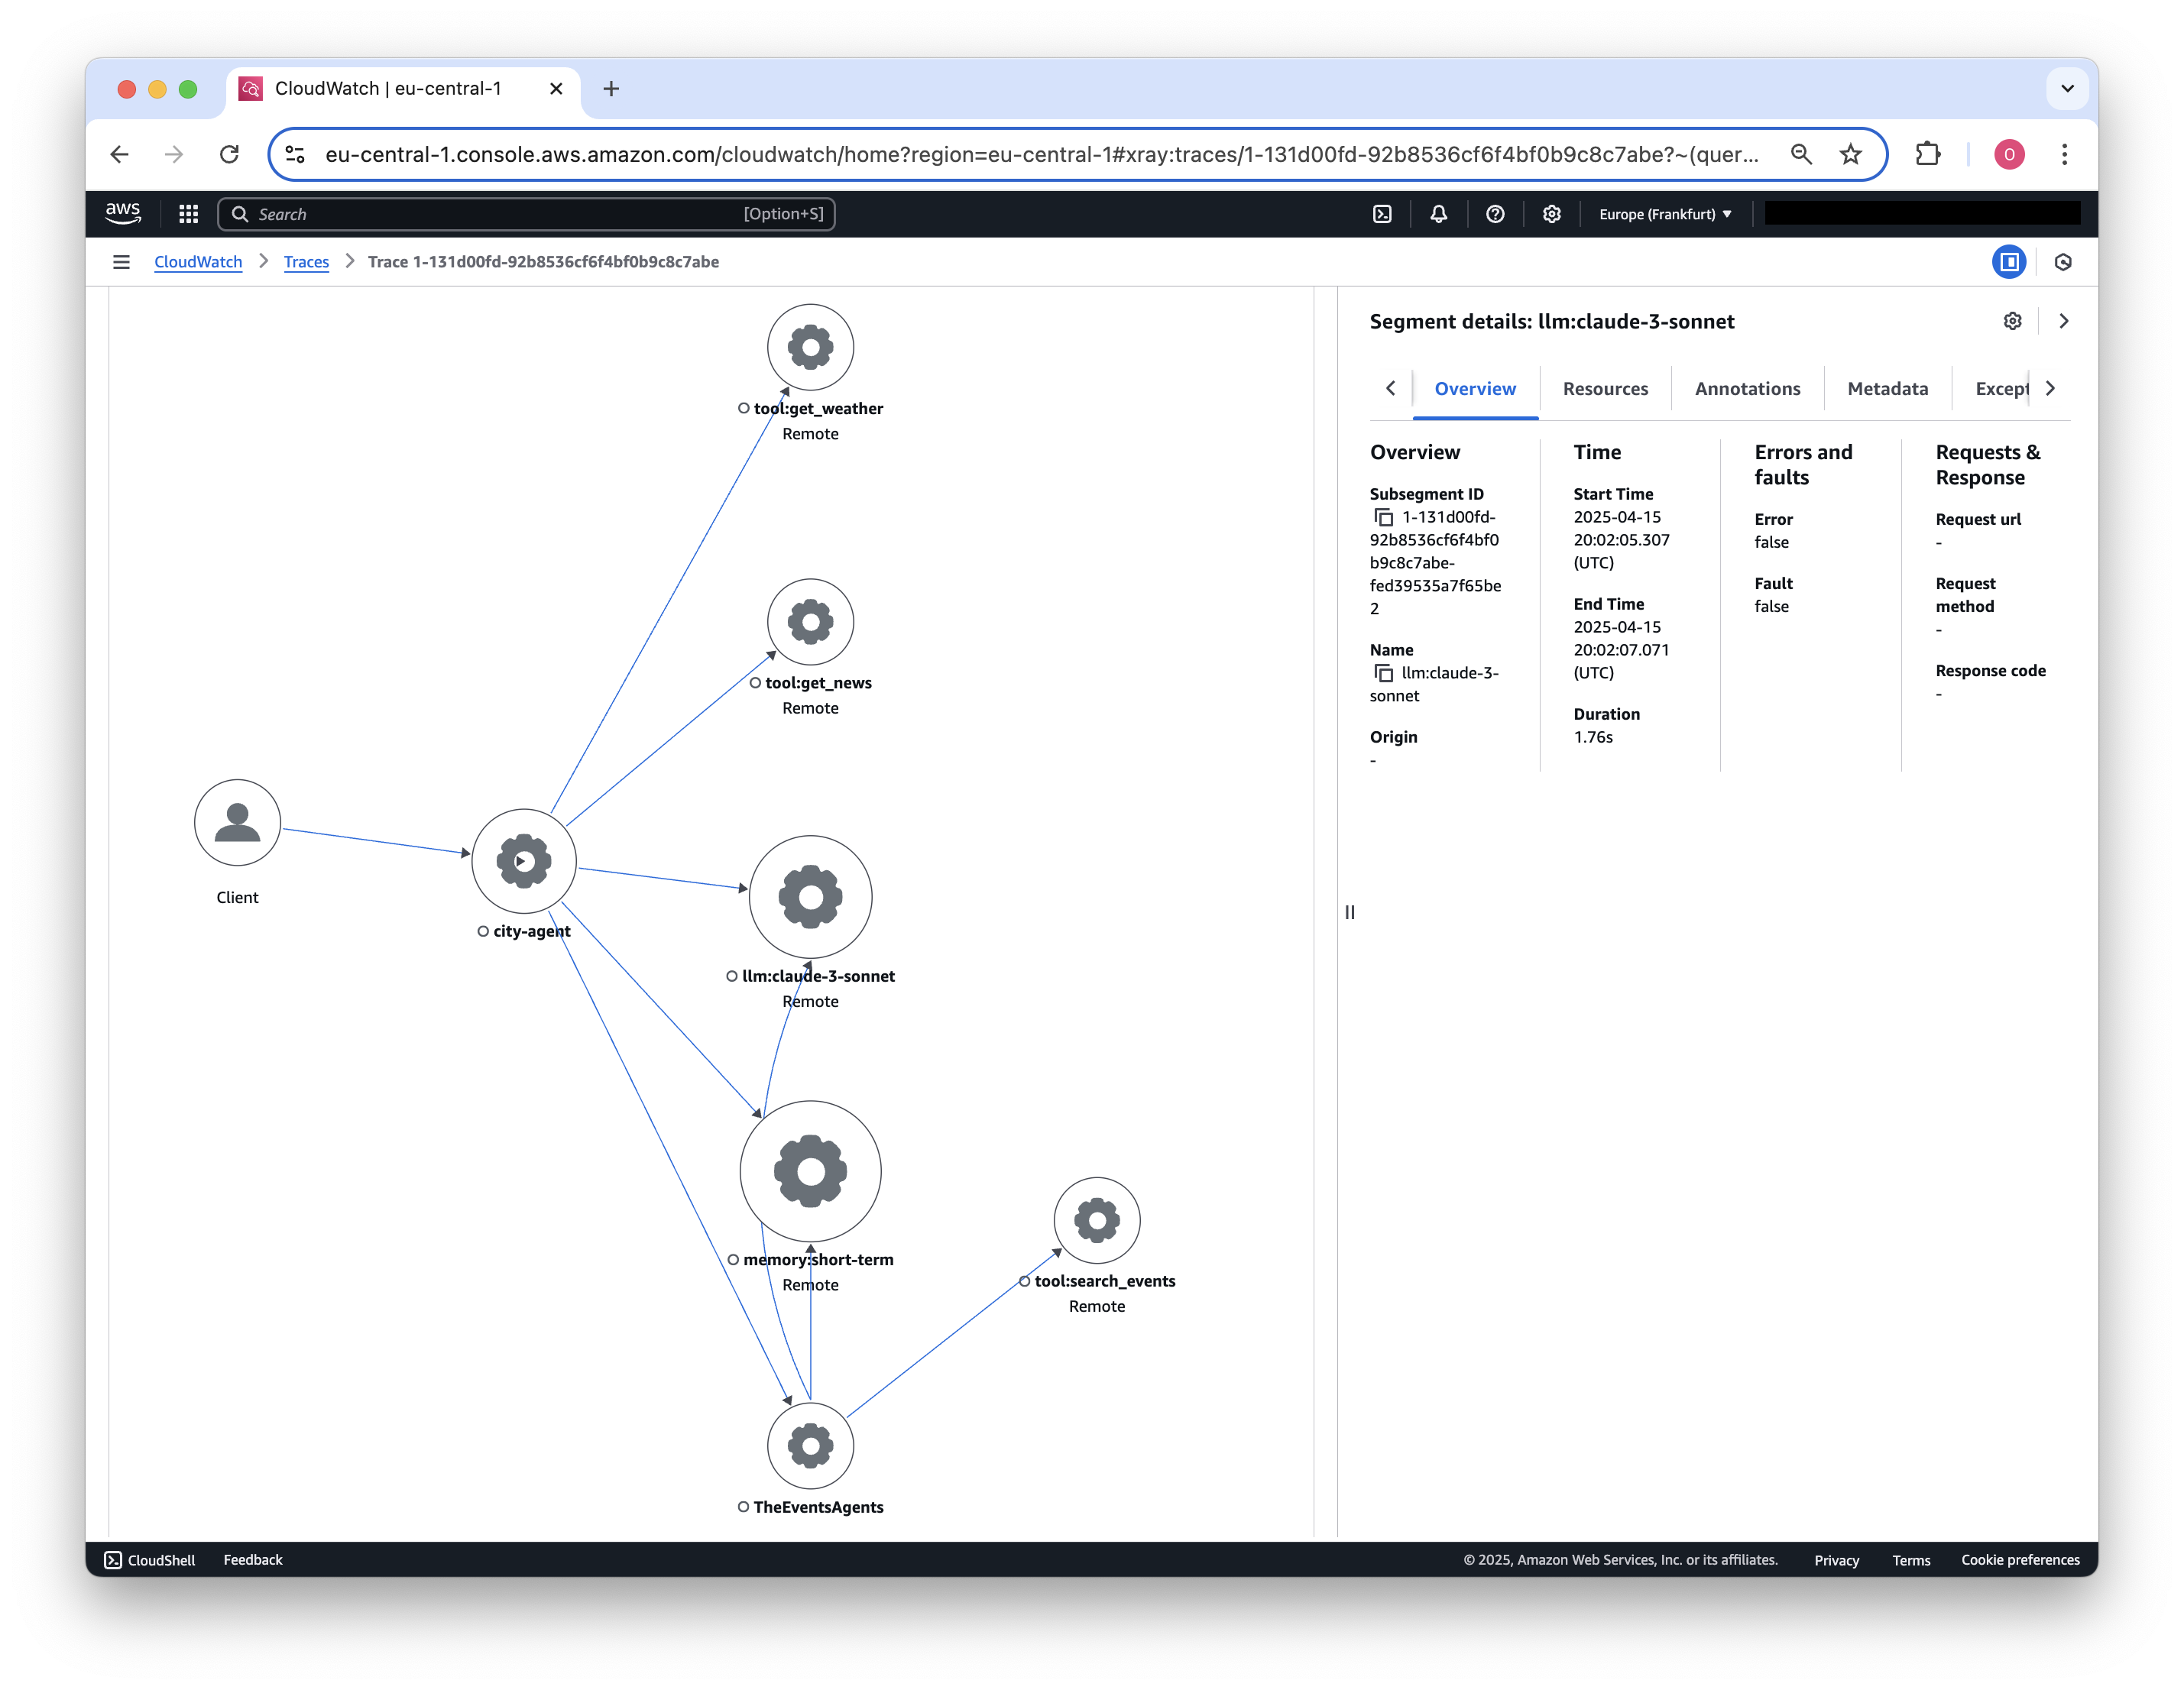 CloudWatch | eu-central-1
eu-central-1.console.aws.amazon.com/cloudwatch/home?region=eu-central-1#xray:traces/1-131d00fd-92b8536cf6f4bf0b9c8c7abe?~(quer...
O
aws
Search
[Option+S]
Europe (Frankfurt)
CloudWatch
Traces
Trace 1-131d00fd-92b8536cf6f4bf0b9c8c7abe
tool:get_weather
Remote
tool:get_news
Remote
Client
city-agent
llm:claude-3-sonnet
Remote
memory:short-term
Remote
tool:search_events
Remote
TheEventsAgents
Segment details: llm:claude-3-sonnet
Overview
Resources
Annotations
Metadata
Except
Overview
Subsegment ID
1-131d00fd-
92b8536cf6f4bf0
b9c8c7abe-
fed39535a7f65be
2
Name
llm:claude-3-
sonnet
Origin
-
Time
Start Time
2025-04-15
20:02:05.307
(UTC)
End Time
2025-04-15
20:02:07.071
(UTC)
Duration
1.76s
Errors and
faults
Error
false
Fault
false
Requests &
Response
Request url
-
Request
method
-
Response code
-
CloudShell
Feedback
© 2025, Amazon Web Services, Inc. or its affiliates.
Privacy
Terms
Cookie preferences